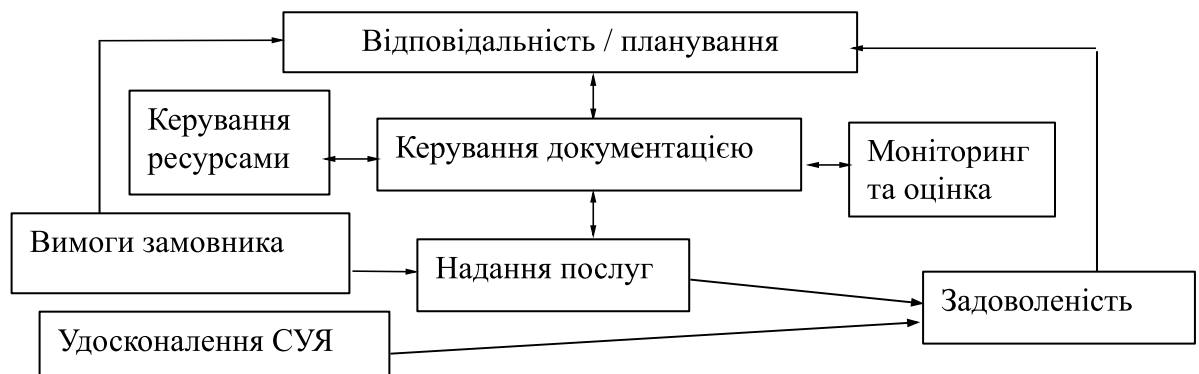 Відповідальність / планування
Керування
ресурсами
Керування документацією
Моніторинг
та оцінка
Вимоги замовника
Надання послуг
Задоволеність
Удосконалення СУЯ